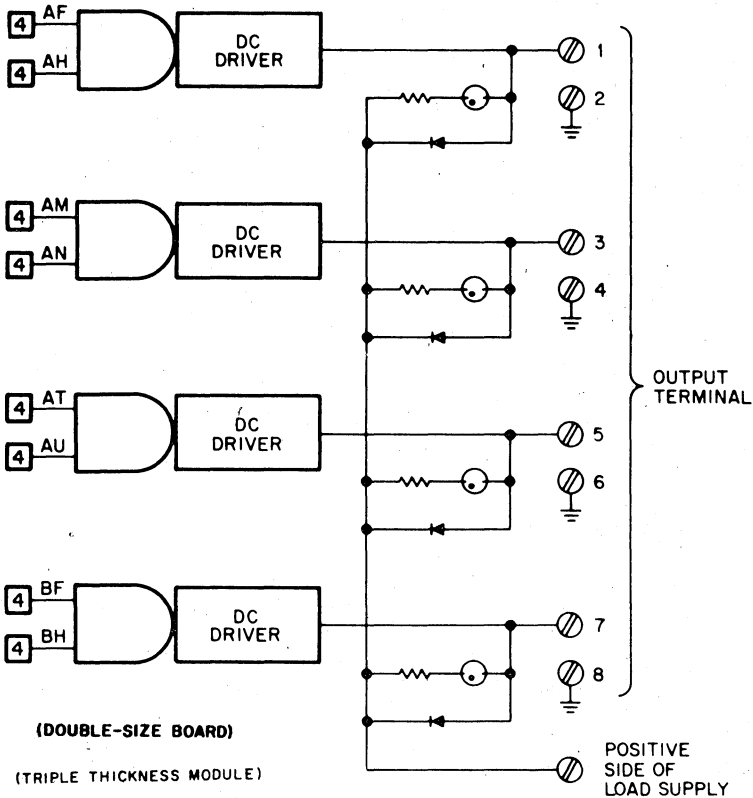 4 AF
4 AH
DC
DRIVER
1
2
4 AM
4 AN
DC
DRIVER
3
4
OUTPUT
TERMINAL
4 AT
4 AU
DC
DRIVER
5
6
4 BF
4 BH
DC
DRIVER
7
8
(DOUBLE-SIZE BOARD)
(TRIPLE THICKNESS MODULE)
POSITIVE
SIDE OF
LOAD SUPPLY